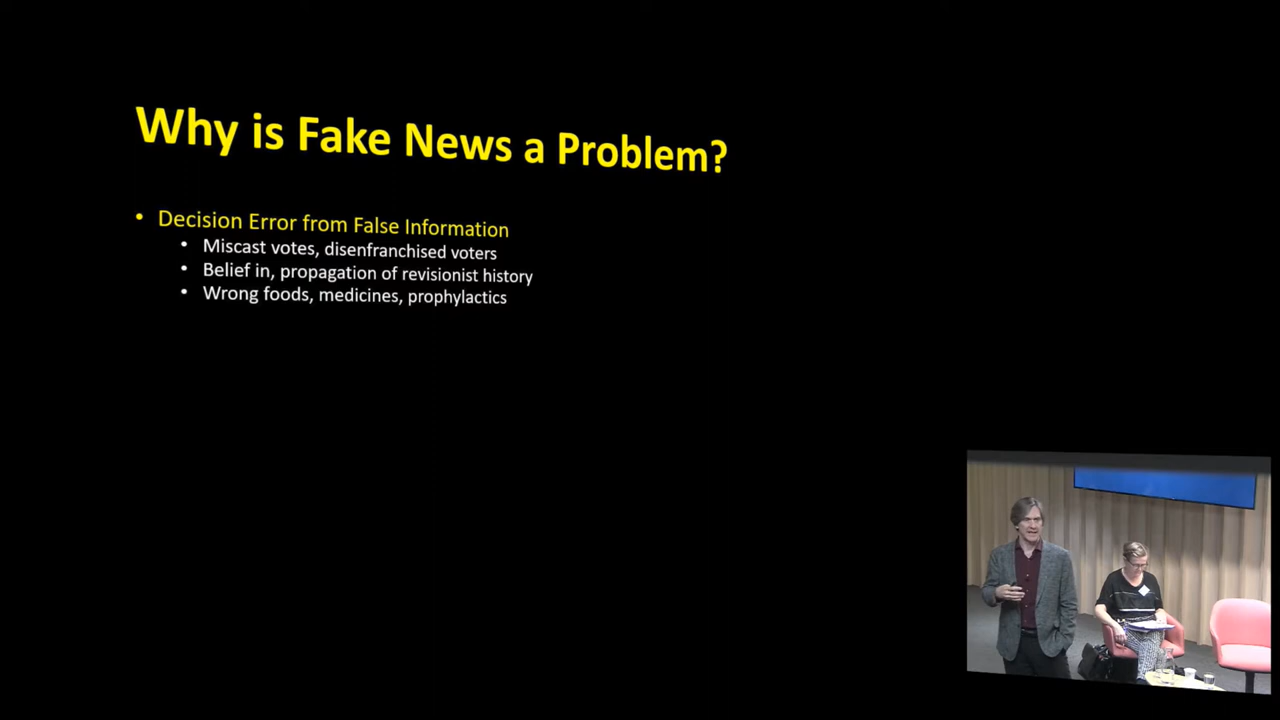 Why is Fake News a Problem?
• Decision Error from False Information
• Miscast votes, disenfranchised voters
• Belief in, propagation of revisionist history
• Wrong foods, medicines, prophylactics